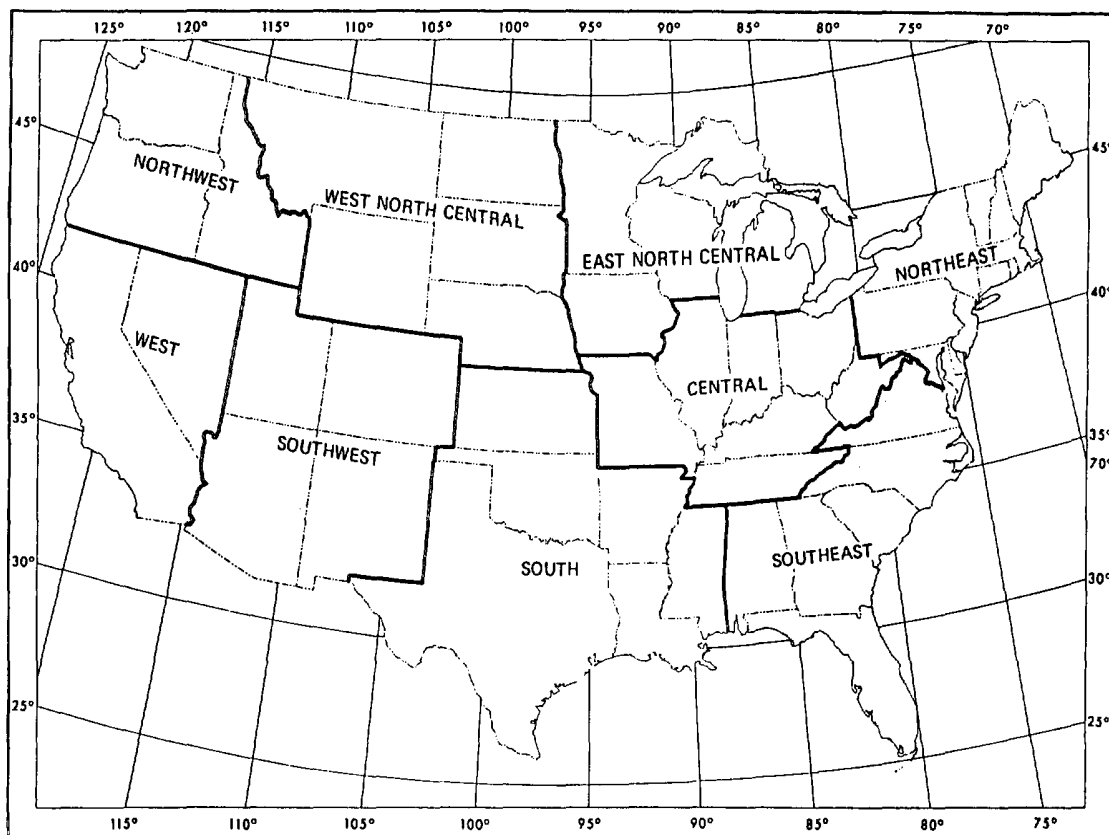 125° 120° 115° 110° 105° 100° 95° 90° 85° 80° 75° 70°
45° 45°
NORTHWEST
WEST NORTH CENTRAL
EAST NORTH CENTRAL
NORTHEAST
40° 40°
WEST
CENTRAL
35° 35°
70°
SOUTHWEST
SOUTHEAST
SOUTH
30° 30°
25° 25°
115° 110° 105° 100° 95° 90° 85° 80° 75°